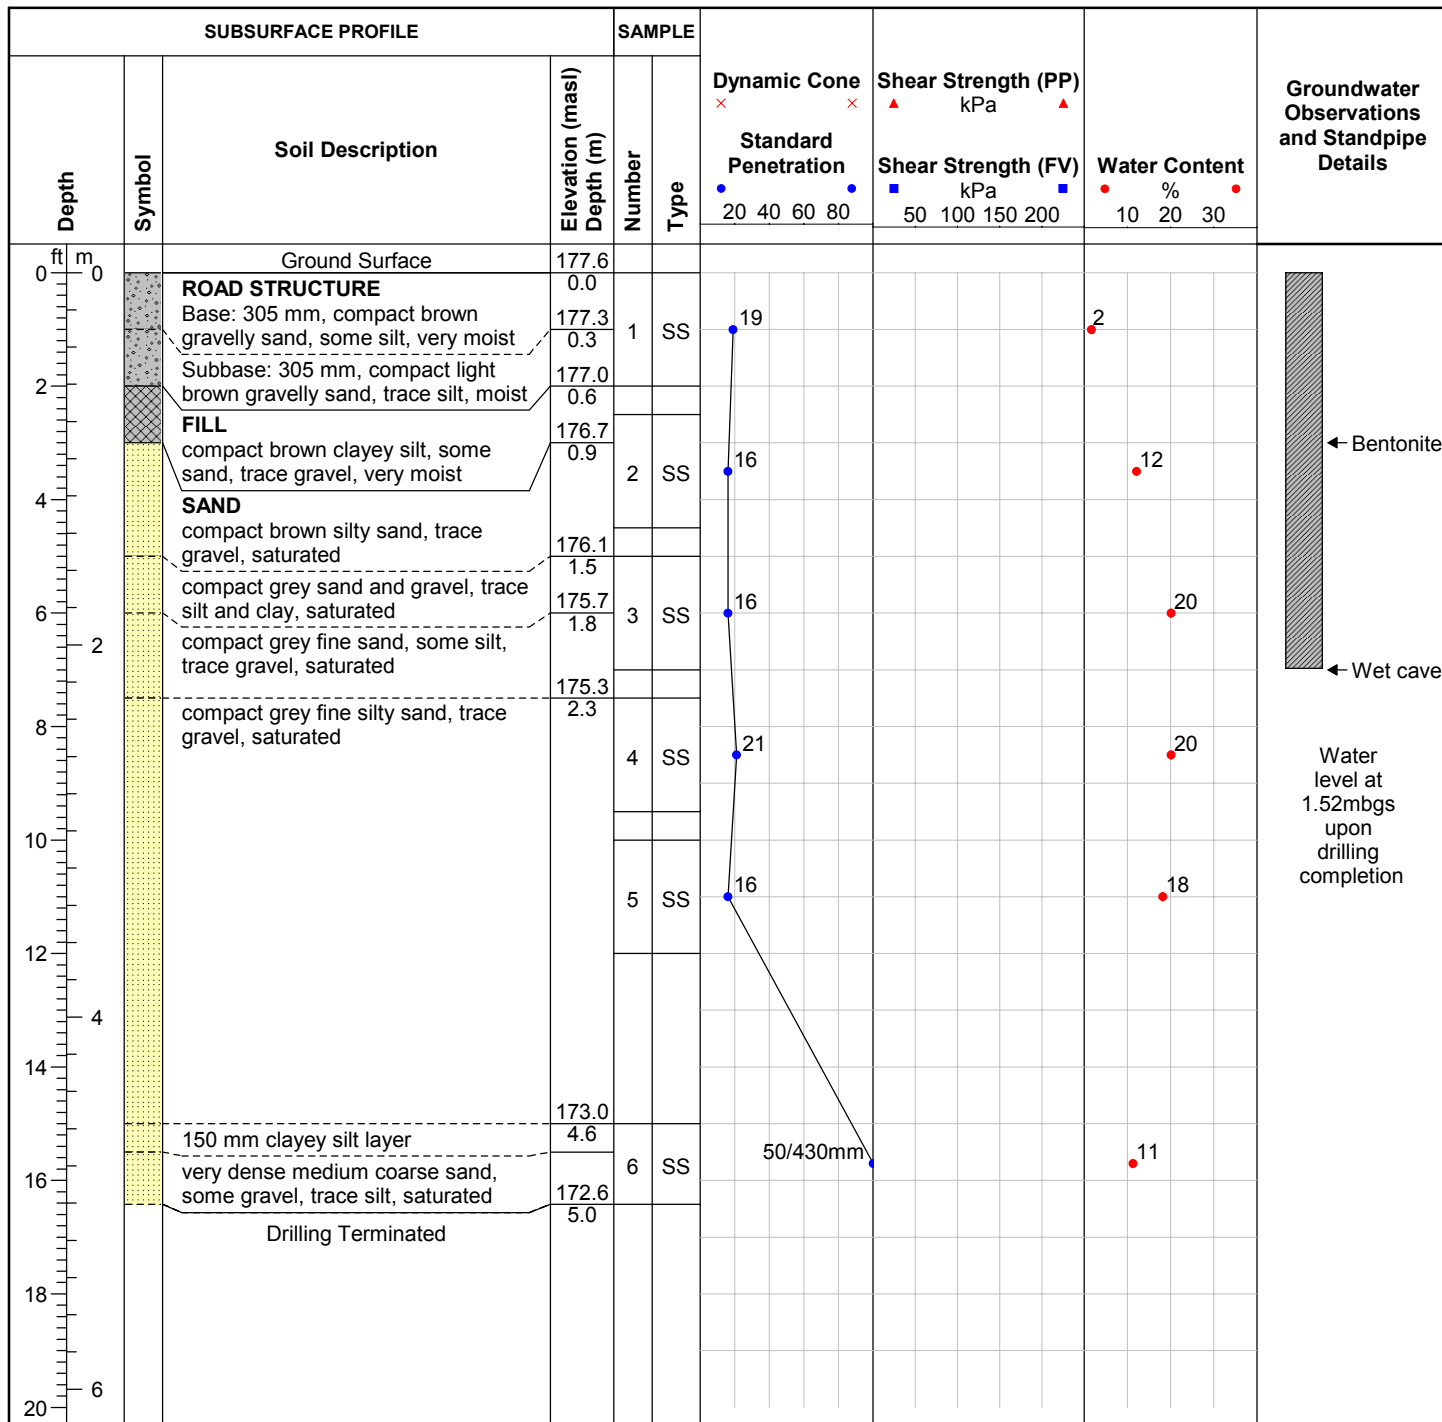 SUBSURFACE PROFILE
SAMPLE
Depth
Symbol
Soil Description
Elevation (masl)
Depth (m)
Number
Type
Dynamic Cone
Standard
Penetration
20 40 60 80
Shear Strength (PP)
kPa
Shear Strength (FV)
kPa
50 100 150 200
Water Content
%
10 20 30
Groundwater
Observations
and Standpipe
Details
ft m
0 0
2
4
6
2
8
10
12
4
14
16
18
6
20
Ground Surface
177.6
0.0
ROAD STRUCTURE
Base: 305 mm, compact brown
gravelly sand, some silt, very moist
177.3
0.3
Subbase: 305 mm, compact light
brown gravelly sand, trace silt, moist
177.0
0.6
FILL
compact brown clayey silt, some
sand, trace gravel, very moist
176.7
0.9
SAND
compact brown silty sand, trace
gravel, saturated
176.1
1.5
compact grey sand and gravel, trace
silt and clay, saturated
175.7
1.8
compact grey fine sand, some silt,
trace gravel, saturated
175.3
2.3
compact grey fine silty sand, trace
gravel, saturated
173.0
4.6
150 mm clayey silt layer
very dense medium coarse sand,
some gravel, trace silt, saturated
172.6
5.0
Drilling Terminated
1 SS
2 SS
3 SS
4 SS
5 SS
6 SS
19
16
16
21
16
50/430mm
2
12
20
20
18
11
Bentonite
Wet cave
Water
level at
1.52mbgs
upon
drilling
completion